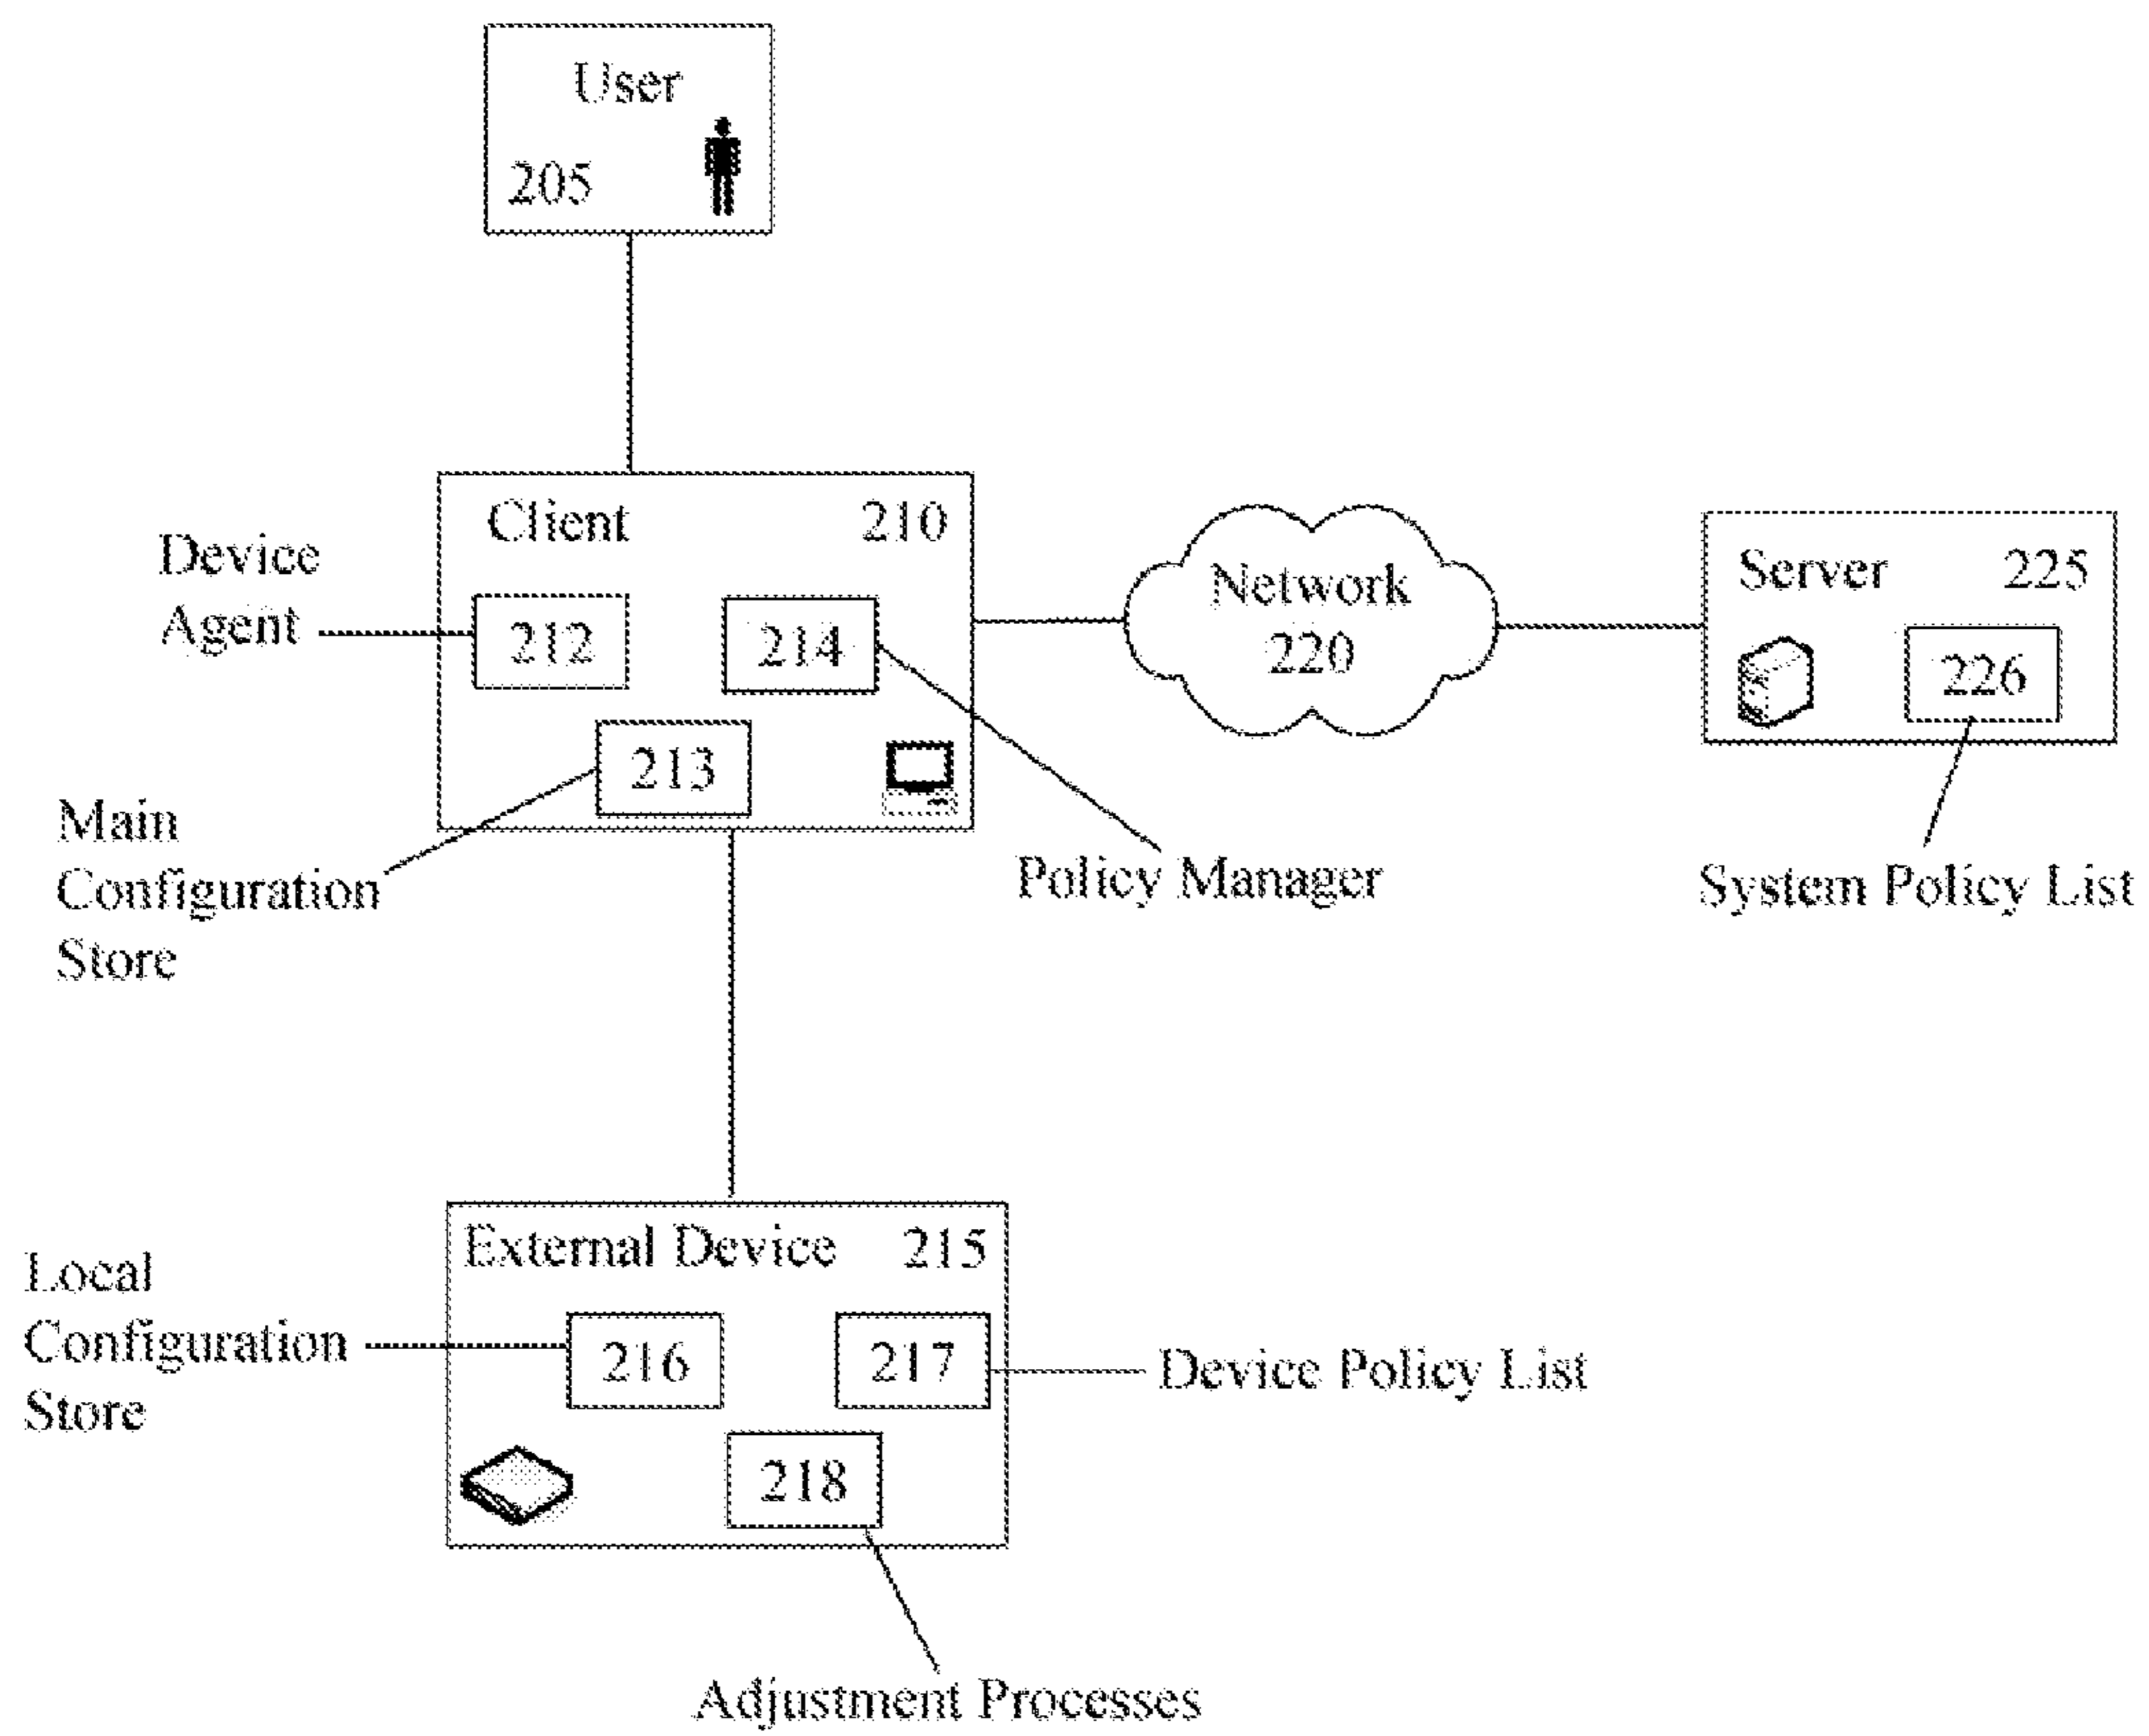 User
205
Client 210
Device
Agent
212
214
213
Main
Configuration
Store
Policy Manager
Network
220
Server 225
226
System Policy List
External Device 215
Local
Configuration
Store
216
217
Device Policy List
218
Adjustment Processes